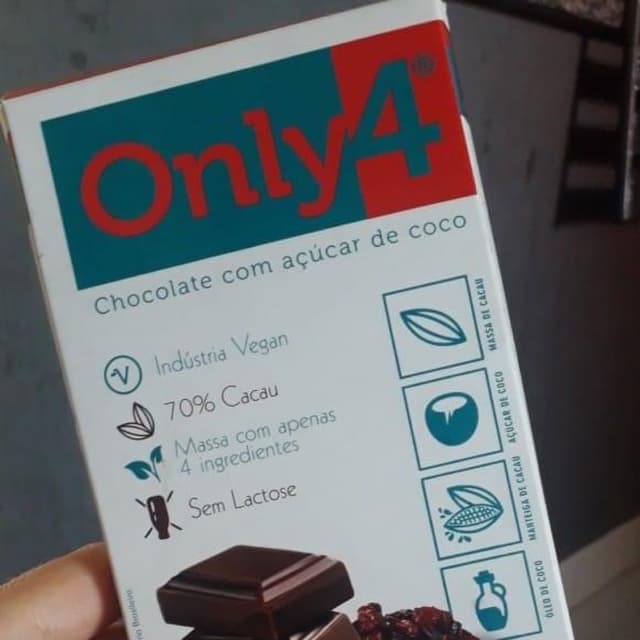 Only4®
Chocolate com açúcar de coco
Indústria Vegan
70% Cacau
Massa com apenas
4 ingredientes
Sem Lactose
MASSA DE CACAU
AÇÚCAR DE COCO
MANTEIGA DE CACAU
ÓLEO DE COCO
Brasileiro.